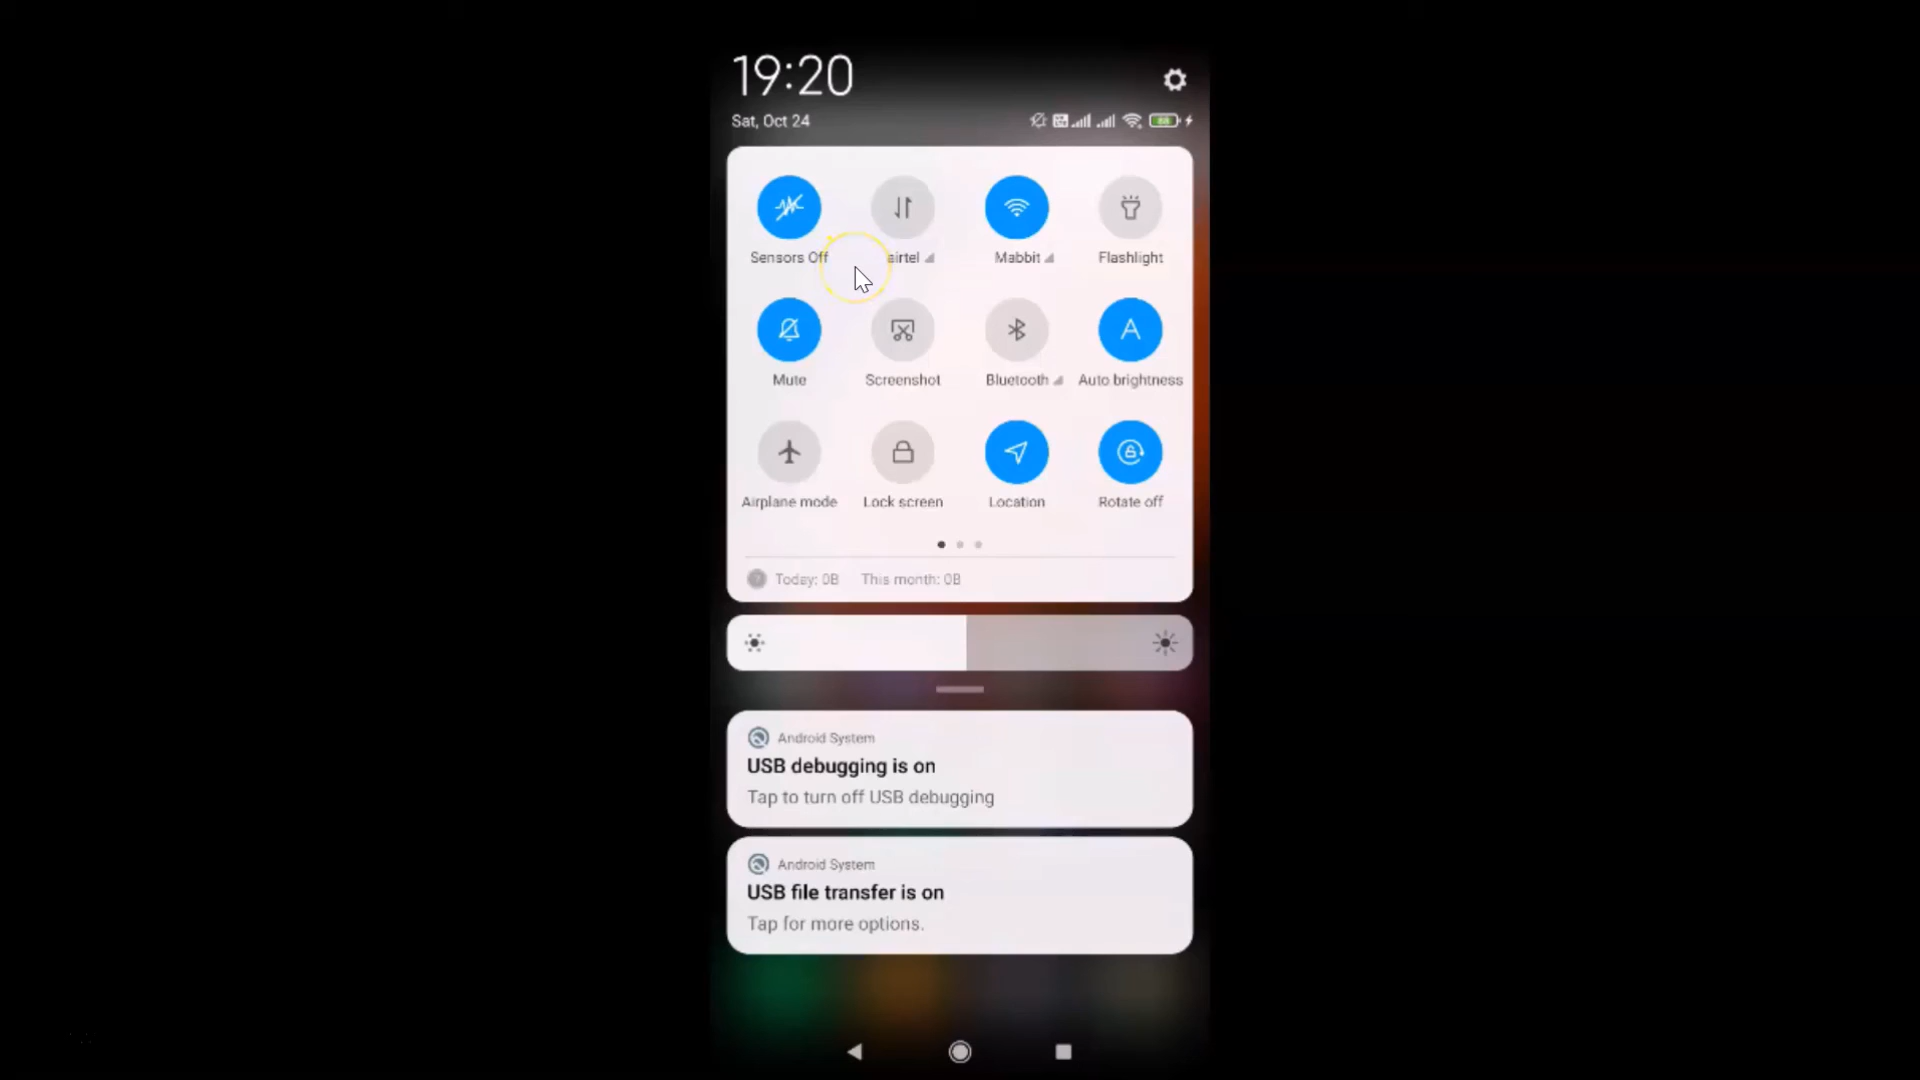 19:20
Sat, Oct 24
Sensors Off
airtel
Mabbit
Flashlight
Mute
Screenshot
Bluetooth
A
Auto brightness
Airplane mode
Lock screen
Location
Rotate off
Today: 0B This month: 0B
Android System
USB debugging is on
Tap to turn off USB debugging
Android System
USB file transfer is on
Tap for more options.